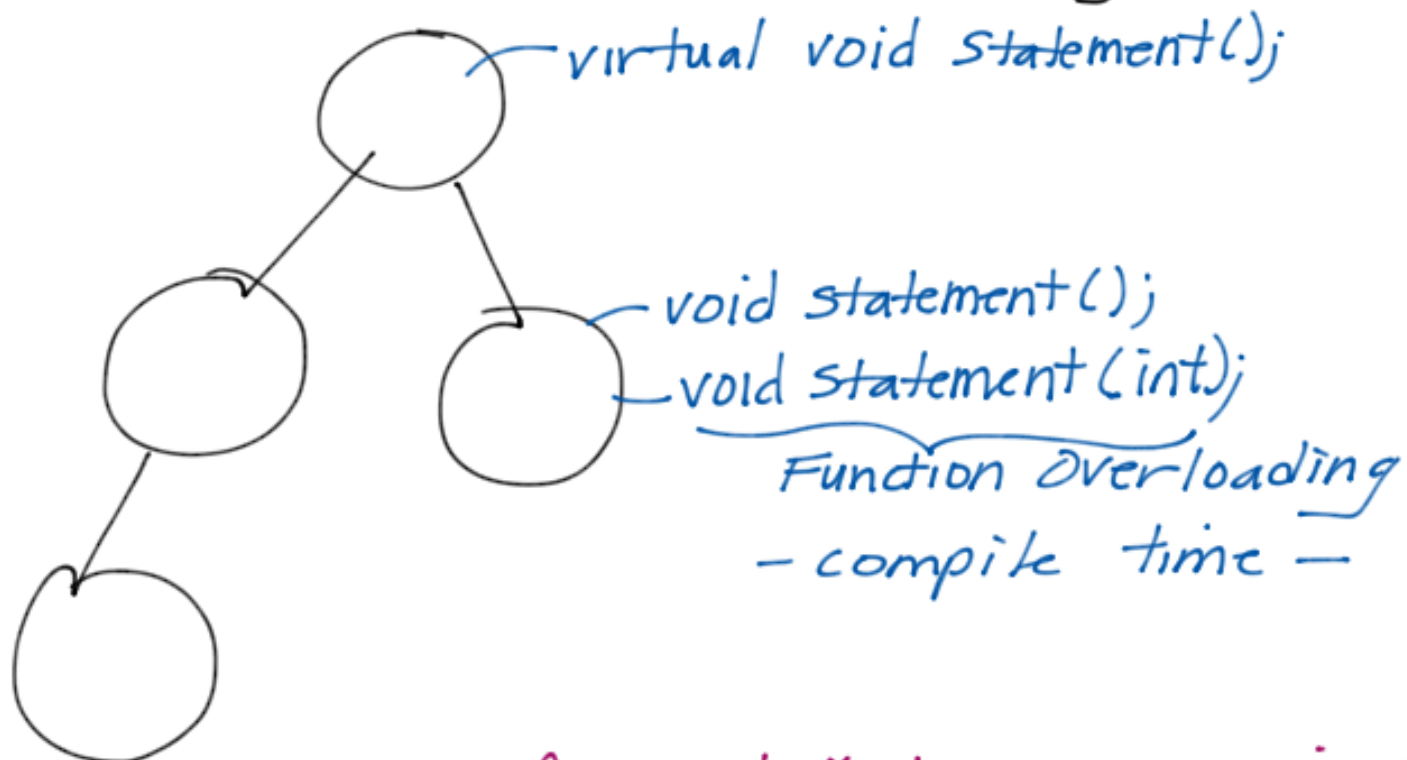 virtual void statement();
void statement();
void statement(int);
Function Overloading
- compile time -